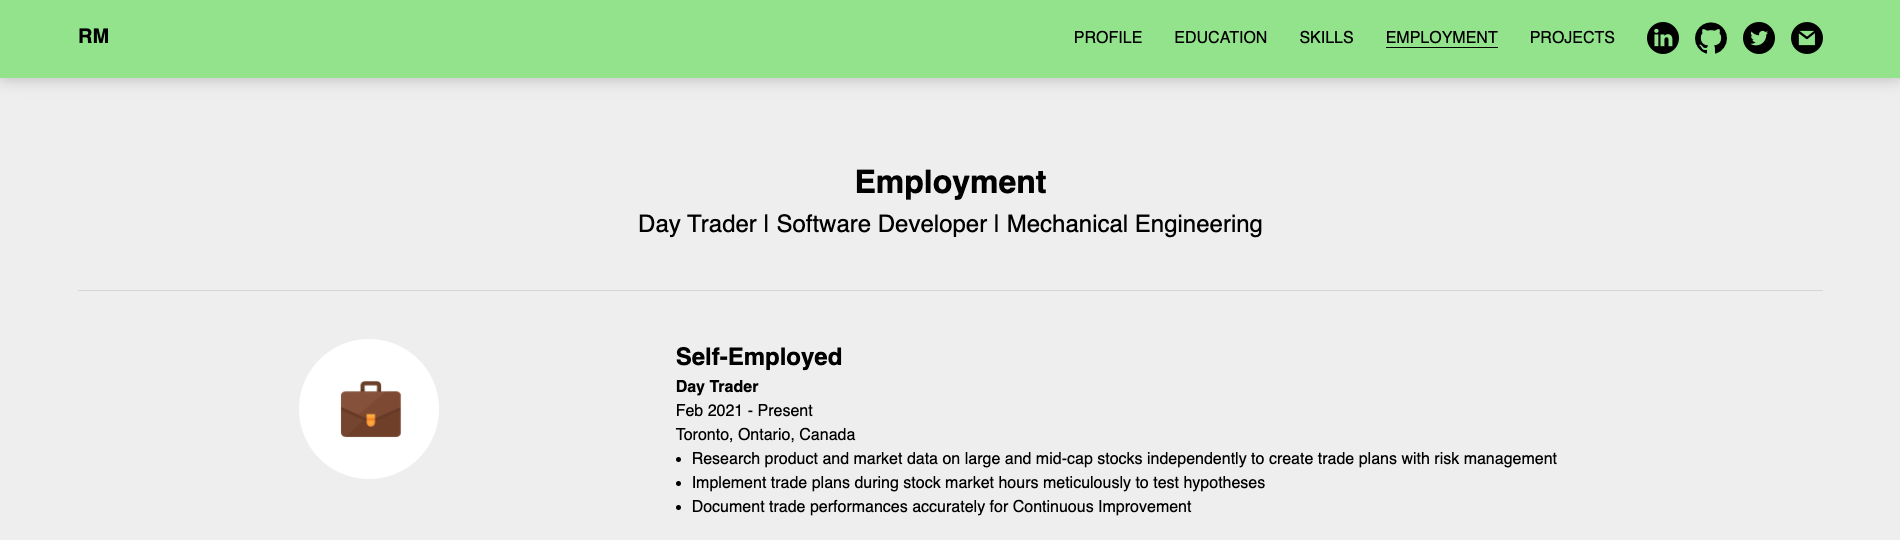 RM
PROFILE EDUCATION SKILLS EMPLOYMENT PROJECTS
Employment
Day Trader | Software Developer | Mechanical Engineering
Self-Employed
Day Trader
Feb 2021 - Present
Toronto, Ontario, Canada
• Research product and market data on large and mid-cap stocks independently to create trade plans with risk management
• Implement trade plans during stock market hours meticulously to test hypotheses
• Document trade performances accurately for Continuous Improvement